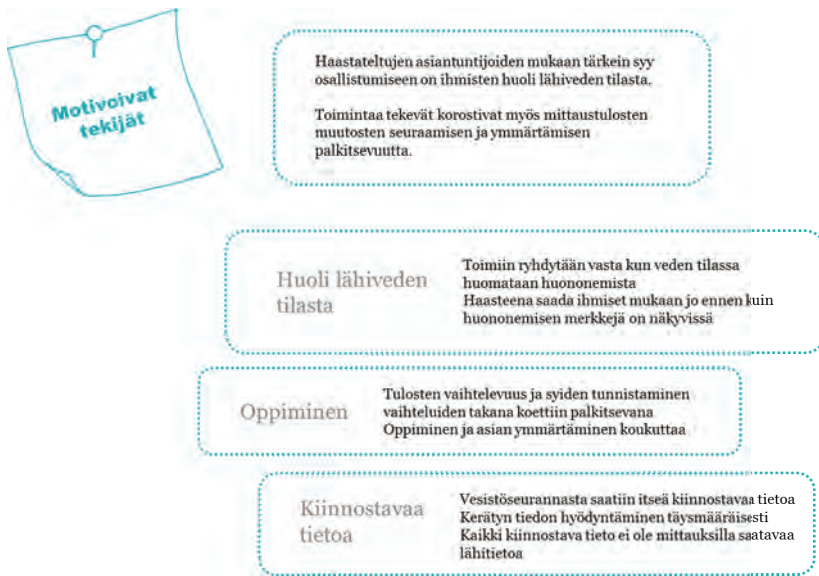 Motivoivat
tekijät
Haastateltujen asiantuntijoiden mukaan tärkein syy
osallistumiseen on ihmisten huoli lähiveden tilasta.
Toimintaa tekevät korostivat myös mittaustulosten
muutosten seuraamisen ja ymmärtämisen
palkitsevuutta.
Huoli lähiveden
tilasta
Toimiin ryhdytään vasta kun veden tilassa
huomataan huononemista
Haasteena saada ihmiset mukaan jo ennen kuin
huononemisen merkkejä on näkyvissä
Oppiminen
Tulosten vaihtelevuus ja syiden tunnistaminen
vaihteluiden takana koettiin palkitsevana
Oppiminen ja asian ymmärtäminen koukuttaa
Kiinnostavaa
tietoa
Vesistöseurannasta saatiin itseä kiinnostavaa tietoa
Kerätyn tiedon hyödyntäminen täysmääräisesti
Kaikki kiinnostava tieto ei ole mittauksilla saatavaa
lähitietoa